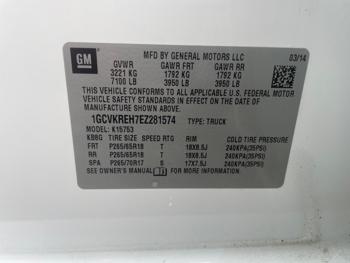 GM
MFD BY GENERAL MOTORS LLC
03/14
GVWR GAWR FRT GAWR RR
3221 KG 1792 KG 1792 KG
7100 LB 3950 LB 3950 LB
THIS VEHICLE CONFORMS TO ALL APPLICABLE
U.S. FEDERAL MOTOR VEHICLE SAFETY
STANDARDS IN EFFECT ON THE DATE OF
MANUFACTURE SHOWN ABOVE.
1GCVKREH7EZ281574 TYPE: TRUCK
MODEL: K15753
TIRE SIZE SPEED RTG RIM COLD TIRE PRESSURE
FRT P265/65R18 T 18X8.5J 240KPA(35PSI)
RR P265/65R18 T 18X8.5J 240KPA(35PSI)
SPA P265/70R17 S 17X7.5J 240KPA(35PSI)
SEE OWNER'S MANUAL FOR MORE INFORMATION.